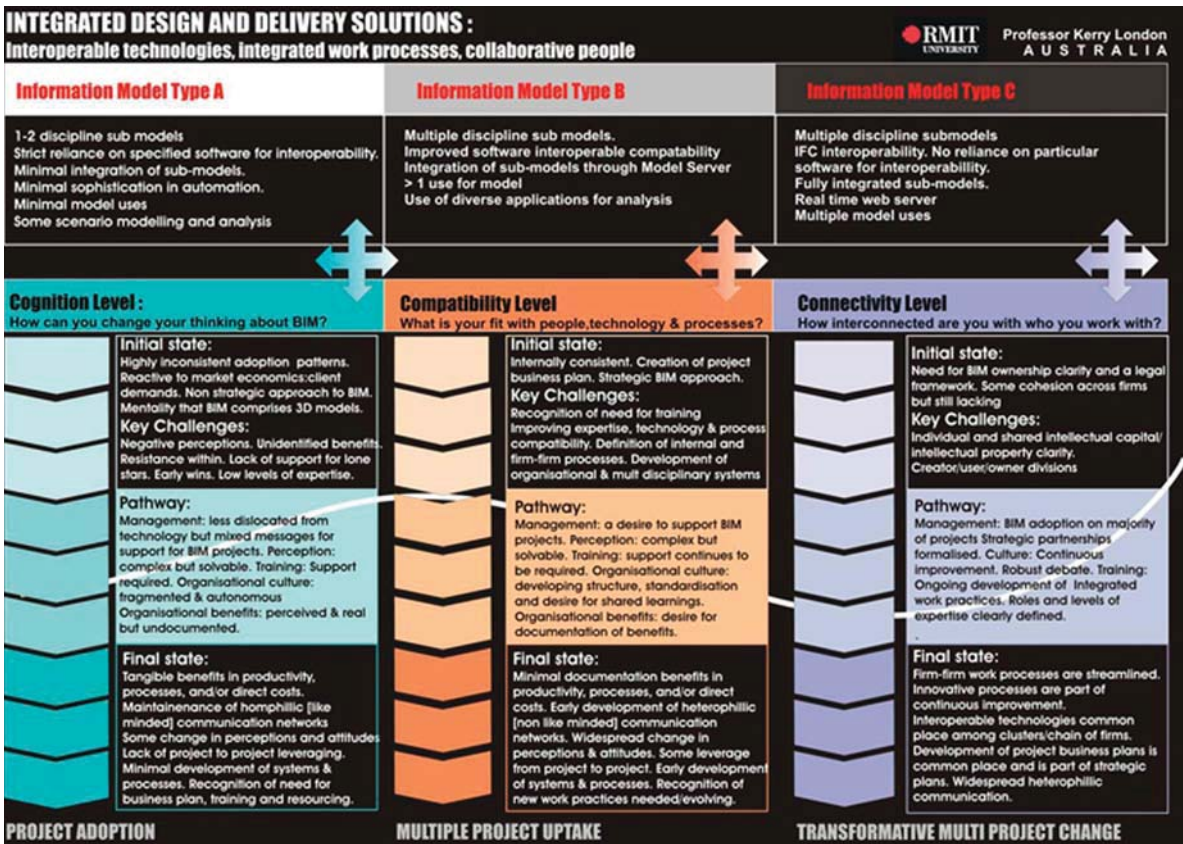 INTEGRATED DESIGN AND DELIVERY SOLUTIONS :
Interoperable technologies, integrated work processes, collaborative people
RMIT
UNIVERSITY
Professor Kerry London
AUSTRALIA
Information Model Type A
1-2 discipline sub models
Strict reliance on specified software for interoperability.
Minimal integration of sub-models.
Minimal sophistication in automation.
Minimal model uses
Some scenario modelling and analysis
Information Model Type B
Multiple discipline sub models.
Improved software interoperable compatability
Integration of sub-models through Model Server
> 1 use for model
Use of diverse applications for analysis
Information Model Type C
Multiple discipline submodels
IFC interoperability. No reliance on particular
software for interoperabillity.
Fully integrated sub-models.
Real time web server
Multiple model uses
Cognition Level :
How can you change your thinking about BIM?
Initial state:
Highly inconsistent adoption patterns.
Reactive to market economics:client
demands. Non strategic approach to BIM.
Mentality that BIM comprises 3D models.
Key Challenges:
Negative perceptions. Unidentified benefits.
Resistance within. Lack of support for lone
stars. Early wins. Low levels of expertise.
Pathway:
Management: less dislocated from
technology but mixed messages for
support for BIM projects. Perception:
complex but solvable. Training: Support
required. Organisational culture:
fragmented & autonomous
Organisational benefits: perceived & real
but undocumented.
Final state:
Tangible benefits in productivity,
processes, and/or direct costs.
Maintainenance of homphillic [like
minded] communication networks
Some change in perceptions and attitudes
Lack of project to project leveraging.
Minimal development of systems &
processes. Recognition of need for
business plan, training and resourcing.
PROJECT ADOPTION
Compatibility Level
What is your fit with people,technology & processes?
Initial state:
Internally consistent. Creation of project
business plan. Strategic BIM approach.
Key Challenges:
Recognition of need for training
Improving expertise, technology & process
compatibility. Definition of internal and
firm-firm processes. Development of
organisational & mult disciplinary systems
Pathway:
Management: a desire to support BIM
projects. Perception: complex but
solvable. Training: support continues to
be required. Organisational culture:
developing structure, standardisation
and desire for shared learnings.
Organisational benefits: desire for
documentation of benefits.
Final state:
Minimal documentation benefits in
productivity, processes, and/or direct
costs. Early development of heterophillic
[non like minded] communication
networks. Widespread change in
perceptions & attitudes. Some leverage
from project to project. Early development
of systems & processes. Recognition of
new work practices needed/evolving.
MULTIPLE PROJECT UPTAKE
Connectivity Level
How interconnected are you with who you work with?
Initial state:
Need for BIM ownership clarity and a legal
framework. Some cohesion across firms
but still lacking
Key Challenges:
Individual and shared intellectual capital/
intellectual property clarity.
Creator/user/owner divisions
Pathway:
Management: BIM adoption on majority
of projects Strategic partnerships
formalised. Culture: Continuous
improvement. Robust debate. Training:
Ongoing development of Integrated
work practices. Roles and levels of
expertise clearly defined.
.
Final state:
Firm-firm work processes are streamlined.
Innovative processes are part of
continuous improvement.
Interoperable technologies common
place among clusters/chain of firms.
Development of project business plans is
common place and is part of strategic
plans. Widespread heterophillic
communication.
TRANSFORMATIVE MULTI PROJECT CHANGE